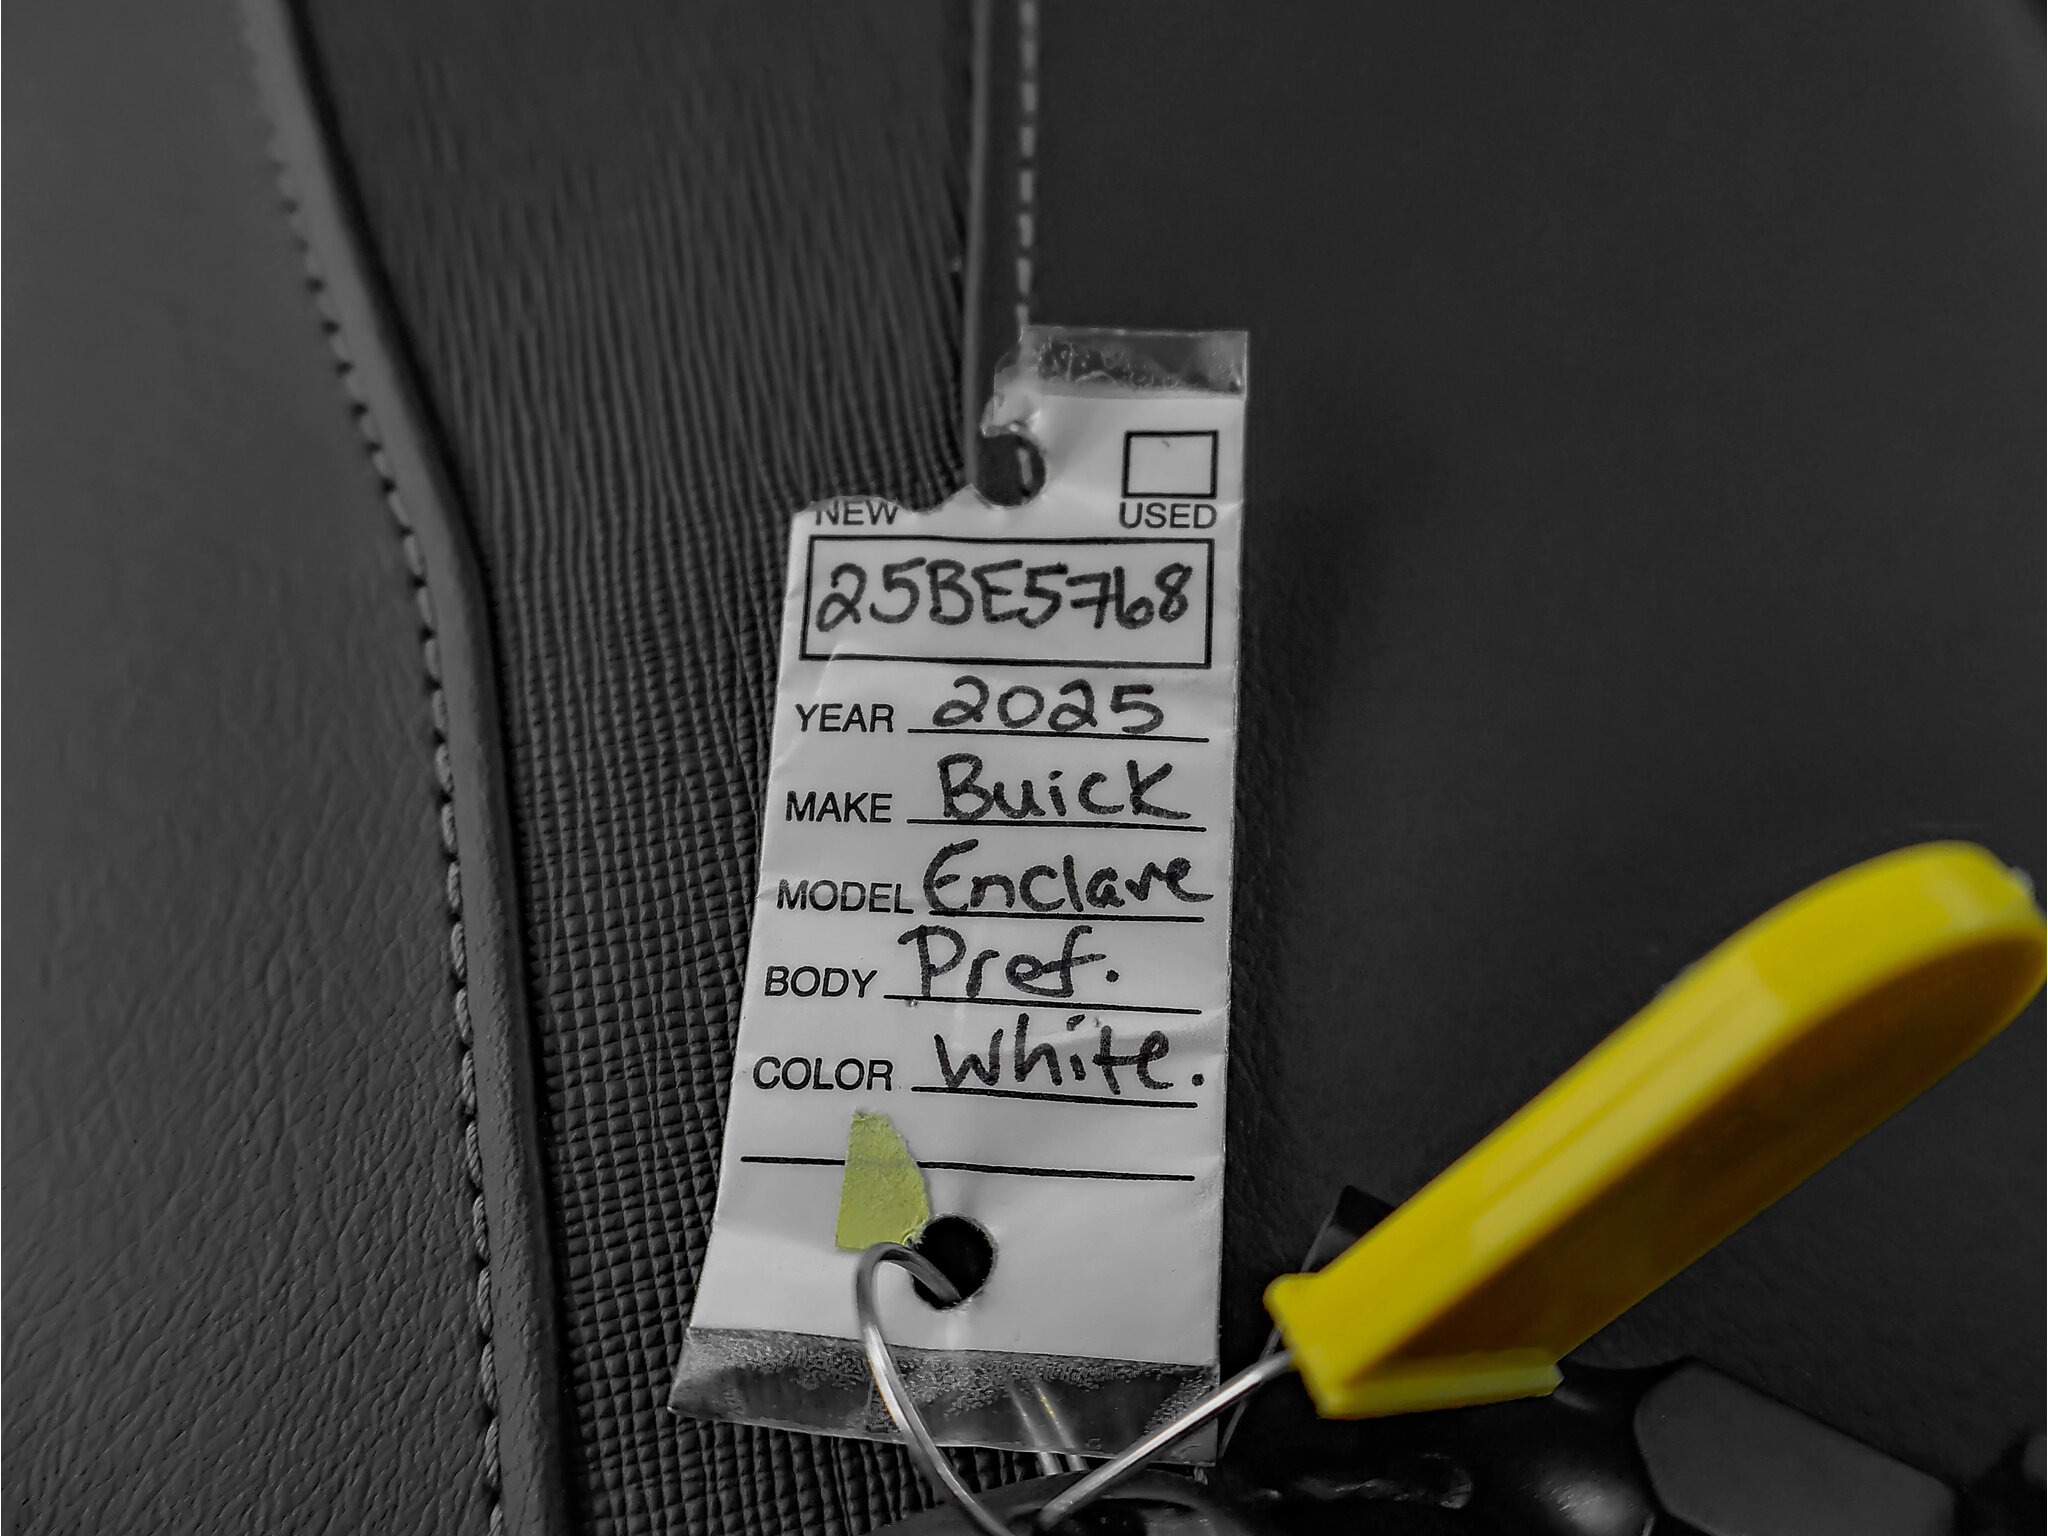 NEW USED
25BE5768
YEAR 2025
MAKE Buick
MODEL Enclave
BODY Pref.
COLOR White.